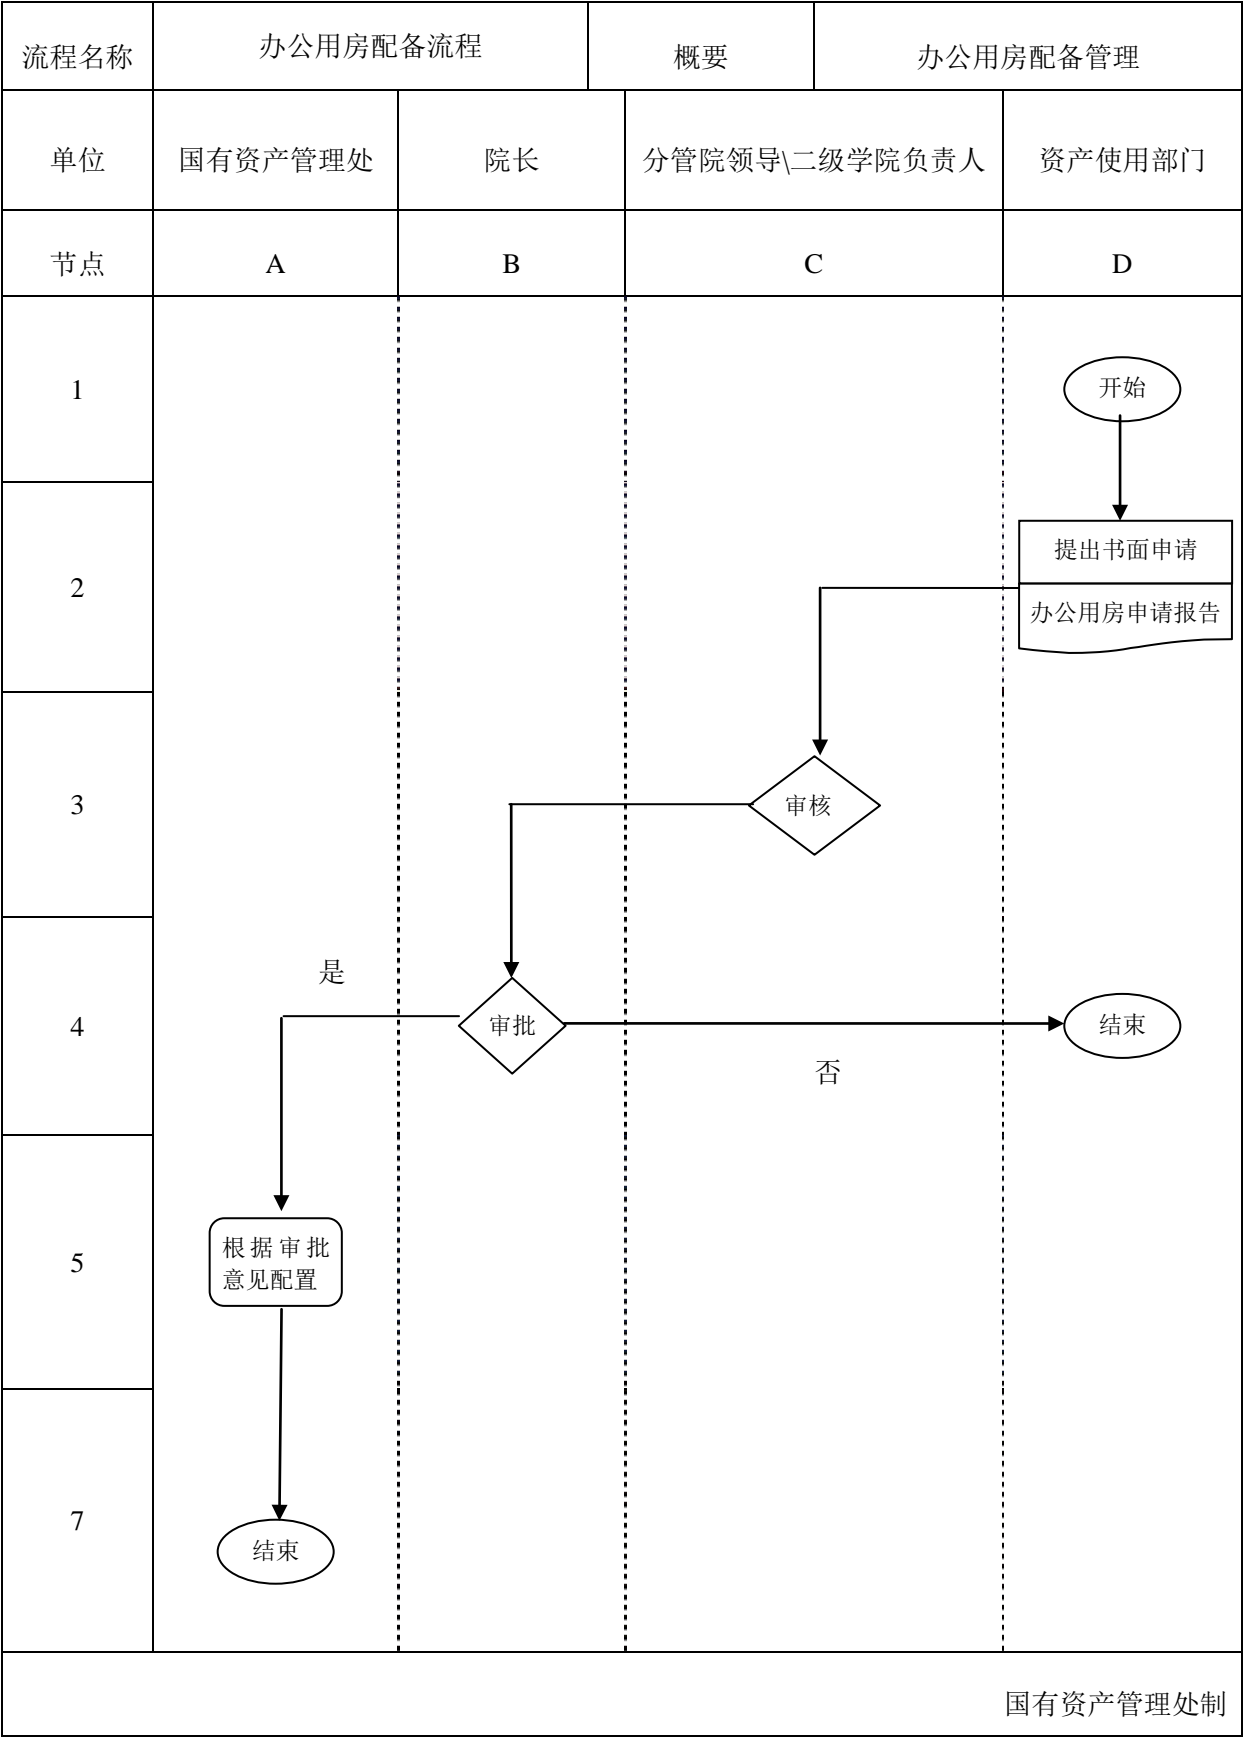 流程名称
办公用房配备流程
概要
办公用房配备管理
单位
国有资产管理处
院长
分管院领导\二级学院负责人
资产使用部门
节点
A
B
C
D
1
开始
2
提出书面申请
办公用房申请报告
3
审核
4
是
审批
否
结束
5
根据审批
意见配置
7
结束
国有资产管理处制